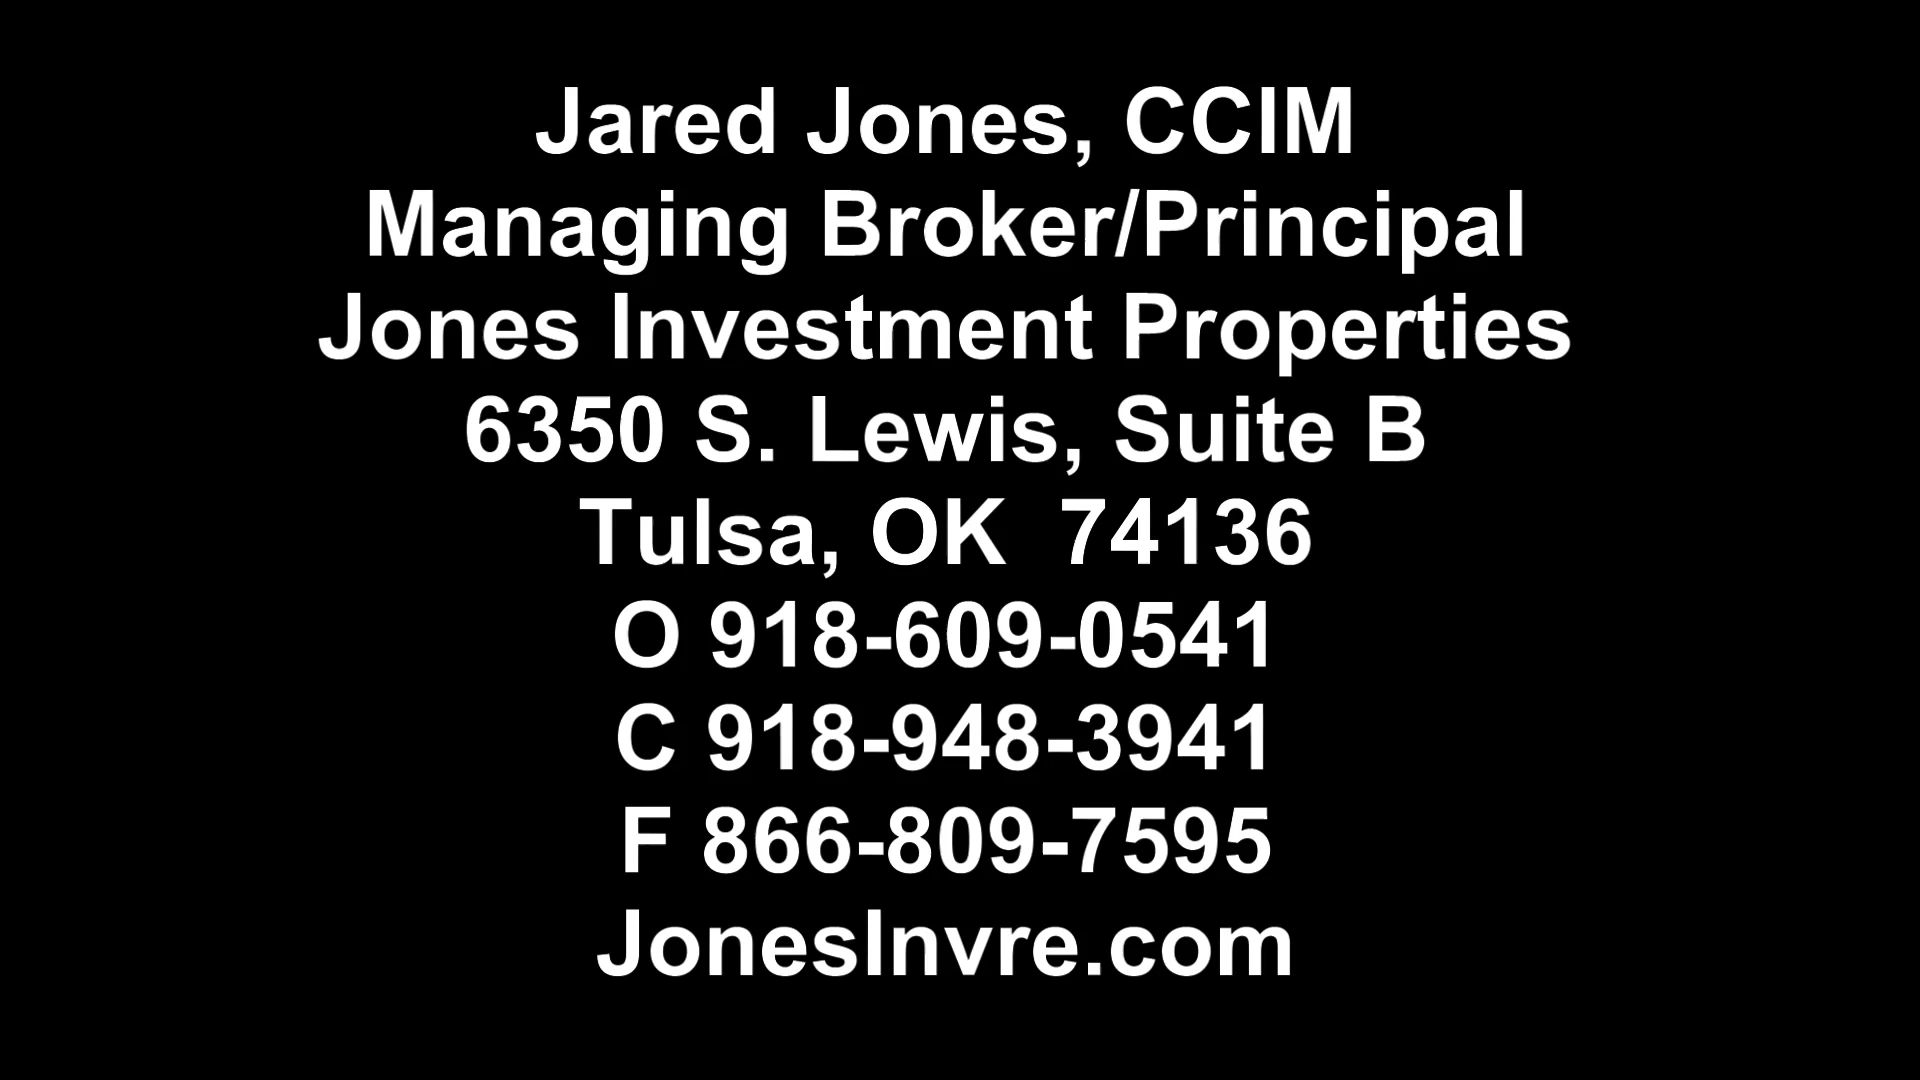 Jared Jones, CCIM
Managing Broker/Principal
Jones Investment Properties
6350 S. Lewis, Suite B
Tulsa, OK  74136
O 918-609-0541
C 918-948-3941
F 866-809-7595
JonesInvre.com